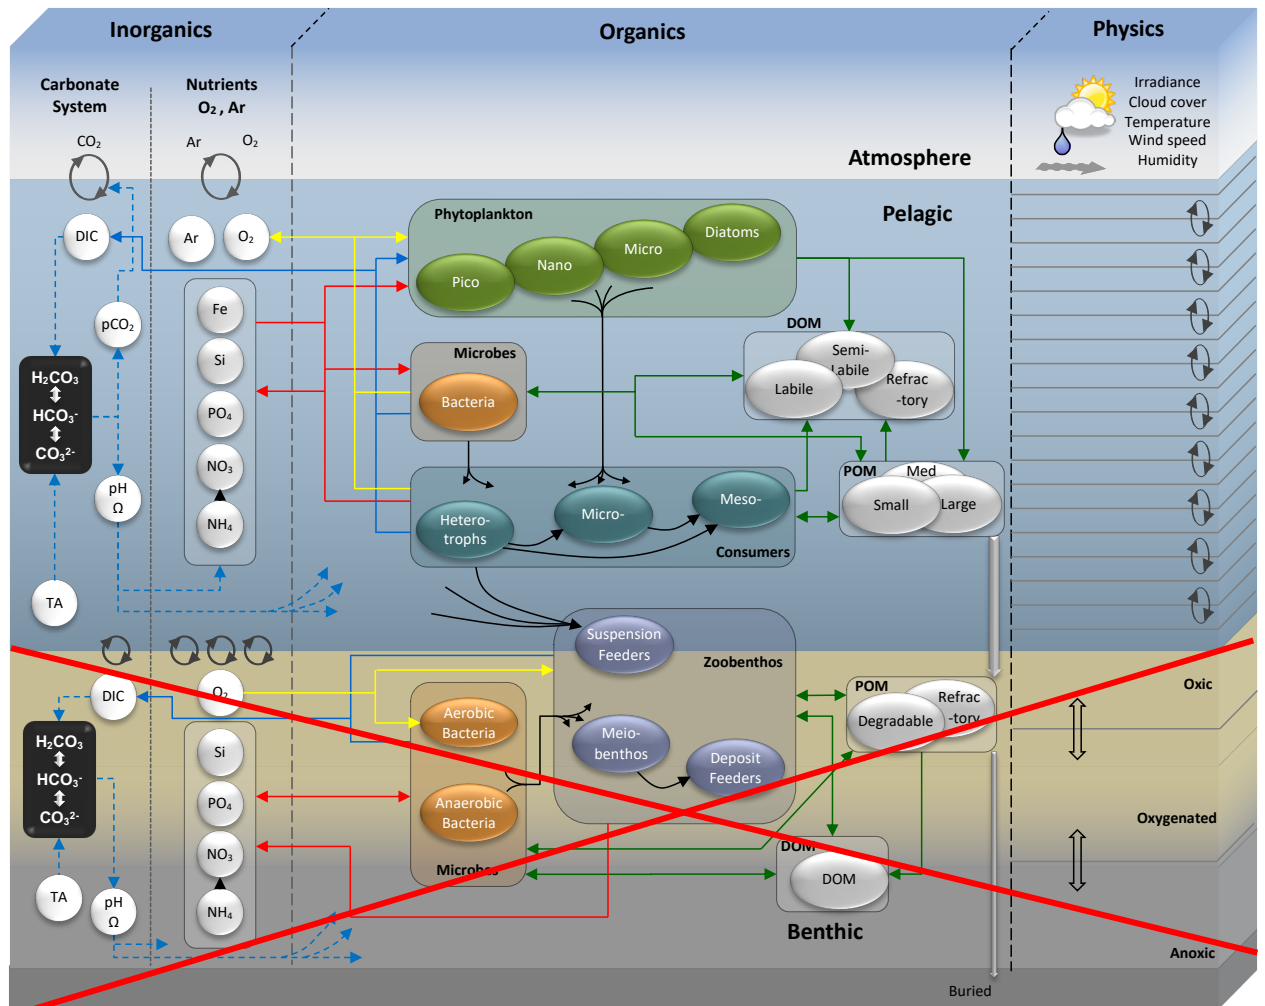 Inorganics
Organics
Physics
Carbonate
System
Nutrients
O₂ , Ar
Irradiance
Cloud cover
Temperature
Wind speed
Humidity
CO₂
Ar
O₂
Atmosphere
Pelagic
DIC
Ar
O₂
Phytoplankton
Pico
Nano
Micro
Diatoms
Fe
pCO₂
Si
PO₄
NO₃
NH₄
H₂CO₃
HCO₃⁻
CO₃²⁻
pH
Ω
TA
Microbes
Bacteria
DOM
Semi-
Labile
Labile
Refrac
-tory
POM
Med
Small
Large
Hetero-
trophs
Micro-
Meso-
Consumers
Suspension
Feeders
Zoobenthos
DIC
O₂
Aerobic
Bacteria
Meio-
benthos
Deposit
Feeders
POM
Degradable
Refrac
-tory
Oxic
H₂CO₃
HCO₃⁻
CO₃²⁻
Si
PO₄
NO₃
NH₄
Anaerobic
Bacteria
Microbes
Oxygenated
DOM
DOM
TA
pH
Ω
Benthic
Anoxic
Buried